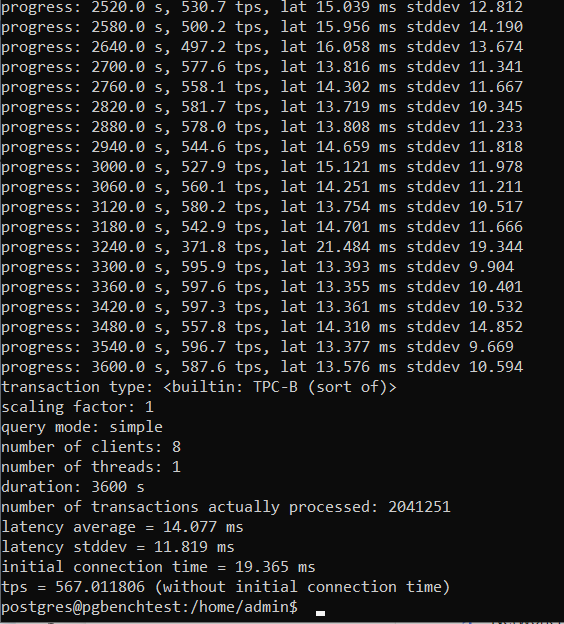 progress: 2520.0 s, 530.7 tps, lat 15.039 ms stddev 12.812
progress: 2580.0 s, 500.2 tps, lat 15.956 ms stddev 14.190
progress: 2640.0 s, 497.2 tps, lat 16.058 ms stddev 13.674
progress: 2700.0 s, 577.6 tps, lat 13.816 ms stddev 11.341
progress: 2760.0 s, 558.1 tps, lat 14.302 ms stddev 11.667
progress: 2820.0 s, 581.7 tps, lat 13.719 ms stddev 10.345
progress: 2880.0 s, 578.0 tps, lat 13.808 ms stddev 11.233
progress: 2940.0 s, 544.6 tps, lat 14.659 ms stddev 11.818
progress: 3000.0 s, 527.9 tps, lat 15.121 ms stddev 11.978
progress: 3060.0 s, 560.1 tps, lat 14.251 ms stddev 11.211
progress: 3120.0 s, 580.2 tps, lat 13.754 ms stddev 10.517
progress: 3180.0 s, 542.9 tps, lat 14.701 ms stddev 11.666
progress: 3240.0 s, 371.8 tps, lat 21.484 ms stddev 19.344
progress: 3300.0 s, 595.9 tps, lat 13.393 ms stddev 9.904
progress: 3360.0 s, 597.6 tps, lat 13.355 ms stddev 10.401
progress: 3420.0 s, 597.3 tps, lat 13.361 ms stddev 10.532
progress: 3480.0 s, 557.8 tps, lat 14.310 ms stddev 14.852
progress: 3540.0 s, 596.7 tps, lat 13.377 ms stddev 9.669
progress: 3600.0 s, 587.6 tps, lat 13.576 ms stddev 10.594
transaction type: <builtin: TPC-B (sort of)>
scaling factor: 1
query mode: simple
number of clients: 8
number of threads: 1
duration: 3600 s
number of transactions actually processed: 2041251
latency average = 14.077 ms
latency stddev = 11.819 ms
initial connection time = 19.365 ms
tps = 567.011806 (without initial connection time)
postgres@pgbenchtest:/home/admin$